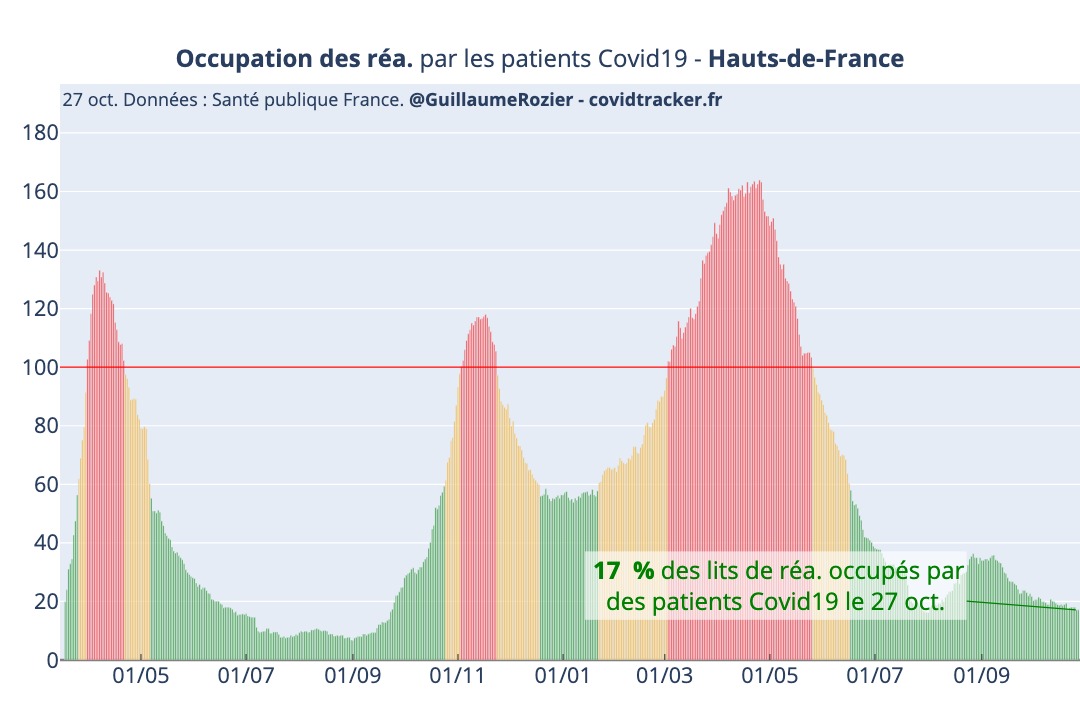 Occupation des réa. par les patients Covid19 - Hauts-de-France
27 oct. Données : Santé publique France. @GuillaumeRozier - covidtracker.fr
180
160
140
120
100
80
60
40
20
0
17 % des lits de réa. occupés par
des patients Covid19 le 27 oct.
01/05 01/07 01/09 01/11 01/01 01/03 01/05 01/07 01/09